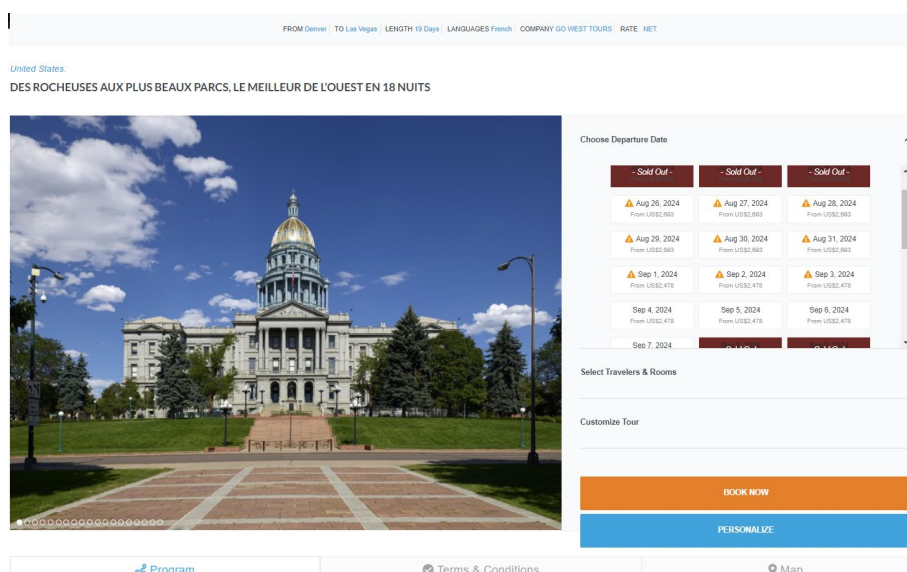 FROM Denver TO Las Vegas LENGTH 19 Days LANGUAGES French COMPANY GO WEST TOURS RATE NET
United States.
DES ROCHEUSES AUX PLUS BEAUX PARCS, LE MEILLEUR DE L'OUEST EN 18 NUITS
Choose Departure Date
- Sold Out - - Sold Out - - Sold Out -
Aug 26, 2024 Aug 27, 2024 Aug 28, 2024
From US$2,693 From US$2,693 From US$2,693
Aug 29, 2024 Aug 30, 2024 Aug 31, 2024
From US$2,693 From US$2,693 From US$2,693
Sep 1, 2024 Sep 2, 2024 Sep 3, 2024
From US$2,478 From US$2,478 From US$2,478
Sep 4, 2024 Sep 5, 2024 Sep 6, 2024
From US$2,478 From US$2,478 From US$2,478
Sep 7, 2024
Select Travelers & Rooms
Customize Tour
BOOK NOW
PERSONALIZE
Program Terms & Conditions Map